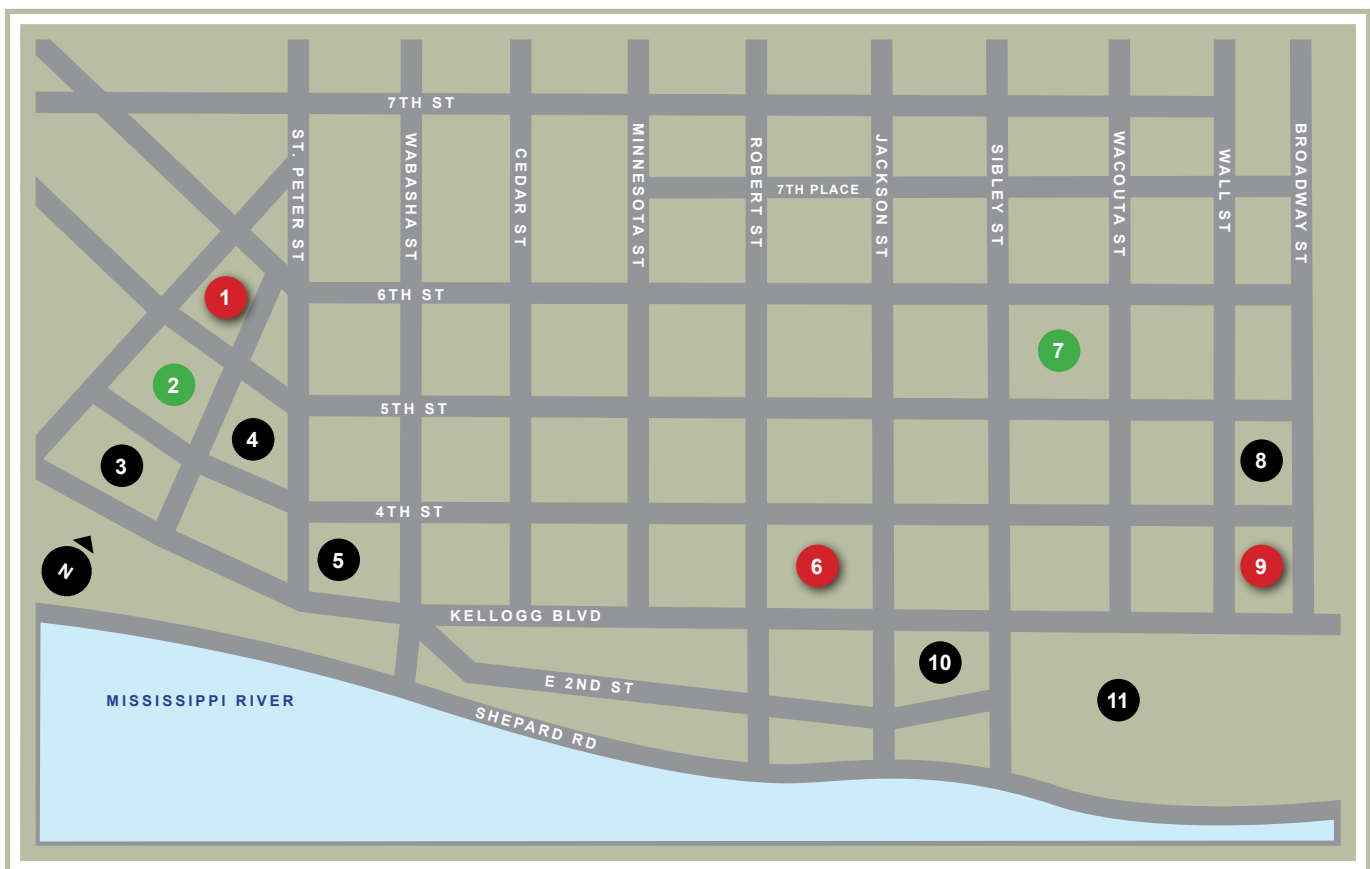 7TH ST
ST. PETER ST
WABASHA ST
CEDAR ST
MINNESOTA ST
ROBERT ST
7TH PLACE
JACKSON ST
SIBLEY ST
WACOUTA ST
WALL ST
BROADWAY ST
1
6TH ST
7
2
5TH ST
4
3
8
4TH ST
N
5
6
9
KELLOGG BLVD
10
E 2ND ST
11
MISSISSIPPI RIVER
SHEPARD RD